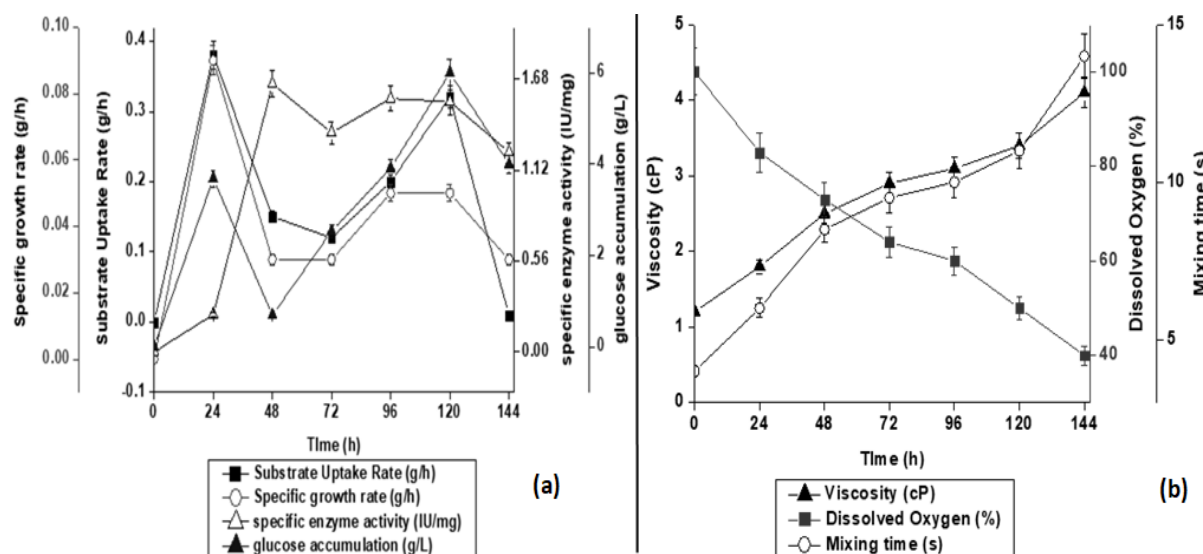 0.10
0.08
0.06
0.04
0.02
0.00
Specific growth rate (g/h)
0.4
0.3
0.2
0.1
0.0
-0.1
Substrate Uptake Rate (g/h)
1.68
1.12
0.56
0.00
specific enzyme activity (IU/mg)
6
4
2
0
glucose accumulation (g/L)
0 24 48 72 96 120 144
TIme (h)
Substrate Uptake Rate (g/h)
Specific growth rate (g/h)
specific enzyme activity (IU/mg)
glucose accumulation (g/L)
(a)
5
4
3
2
1
0
Viscosity (cP)
100
80
60
40
Dissolved Oxygen (%)
15
10
5
Mixing time (s)
0 24 48 72 96 120 144
TIme (h)
Viscosity (cP)
Dissolved Oxygen (%)
Mixing time (s)
(b)